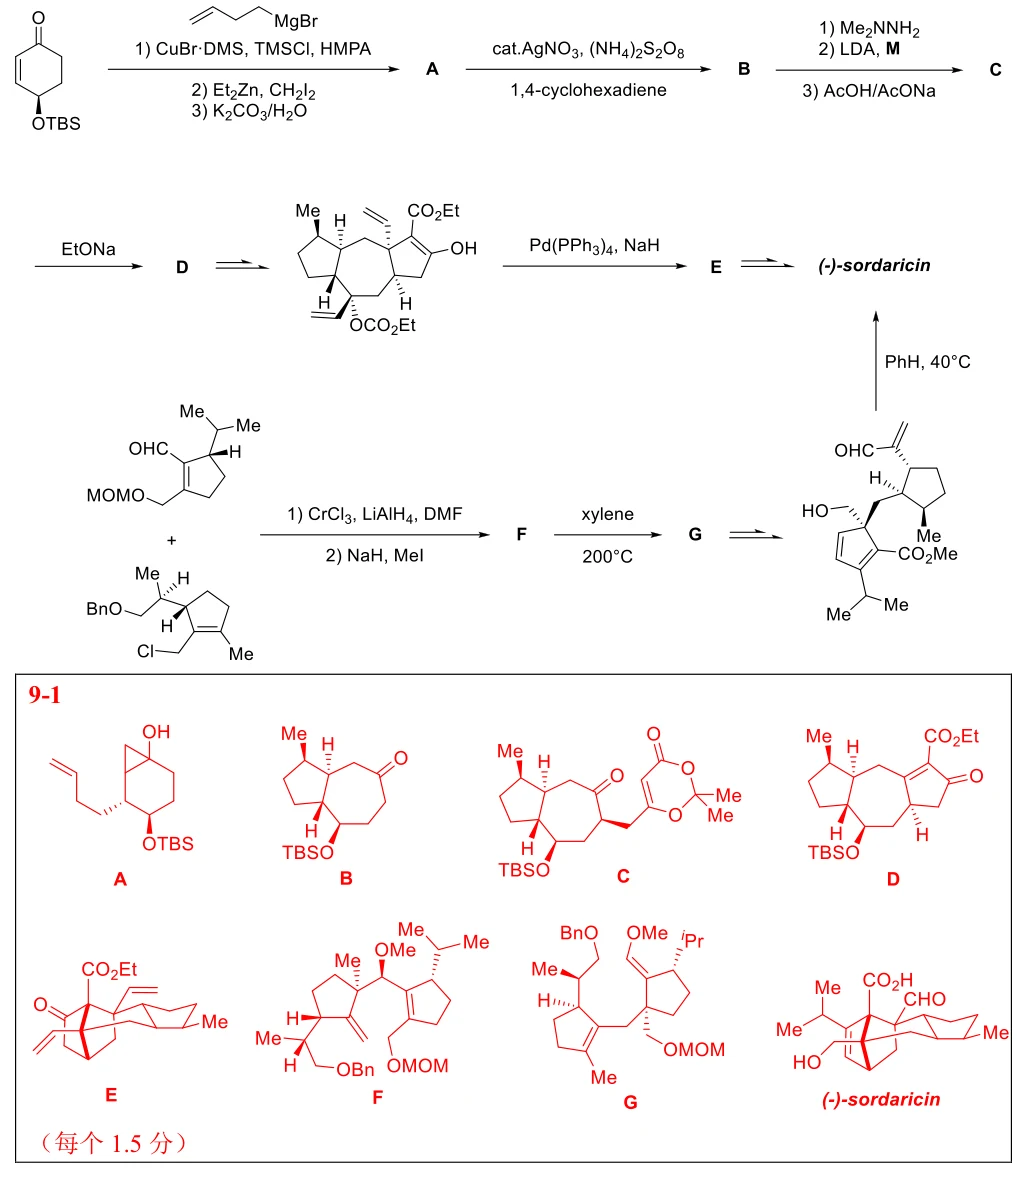 O
OTBS
MgBr
1) CuBr·DMS, TMSCl, HMPA
2) Et₂Zn, CH₂I₂
3) K₂CO₃/H₂O
A
cat.AgNO₃, (NH₄)₂S₂O₈
1,4-cyclohexadiene
B
1) Me₂NNH₂
2) LDA, M
3) AcOH/AcONa
C
EtONa
D
Me
H
CO₂Et
OH
H
H
OCO₂Et
Pd(PPh₃)₄, NaH
E
(-)-sordaricin
PhH, 40°C
Me
Me
OHC
H
MOMO
+
Me
H
BnO
H
Cl
Me
1) CrCl₃, LiAlH₄, DMF
2) NaH, MeI
F
xylene
200°C
G
OHC
H
HO
Me
CO₂Me
Me
Me
9-1
OH
OTBS
A
Me
H
O
H
TBSO
B
Me
H
O
O
O
O
Me
Me
H
TBSO
C
Me
H
CO₂Et
O
H
H
TBSO
D
CO₂Et
O
Me
E
Me
Me
OMe
Me
H
Me
H
OBn
OMOM
F
BnO
OMe
ⁱPr
Me
H
OMOM
Me
G
CO₂H
CHO
Me
Me
HO
Me
(-)-sordaricin
（每个 1.5 分）